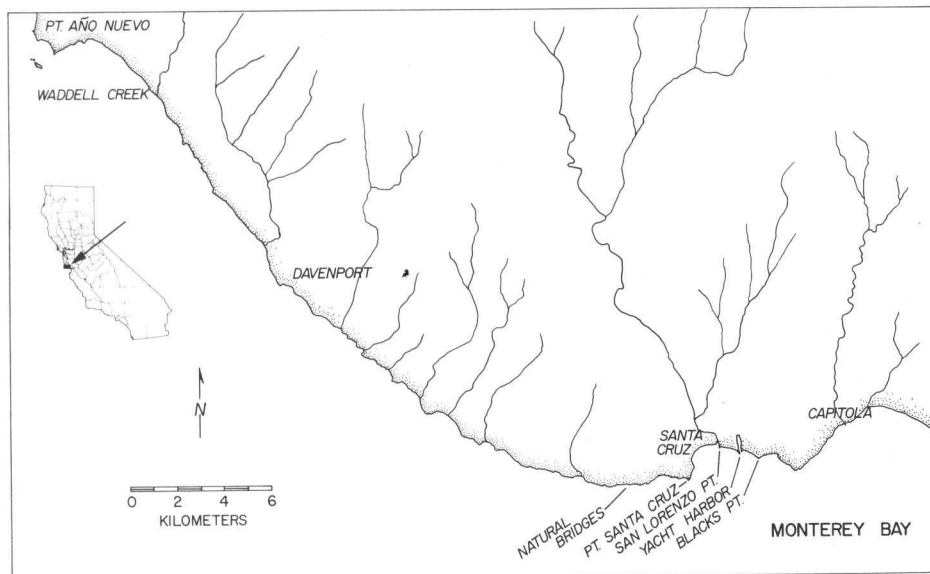 PT. AÑO NUEVO
WADDELL CREEK
DAVENPORT
N
0 2 4 6
KILOMETERS
SANTA
CRUZ
CAPITOLA
NATURAL
BRIDGES
PT. SANTA CRUZ
SAN LORENZO PT.
YACHT HARBOR
BLACKS PT.
MONTEREY BAY